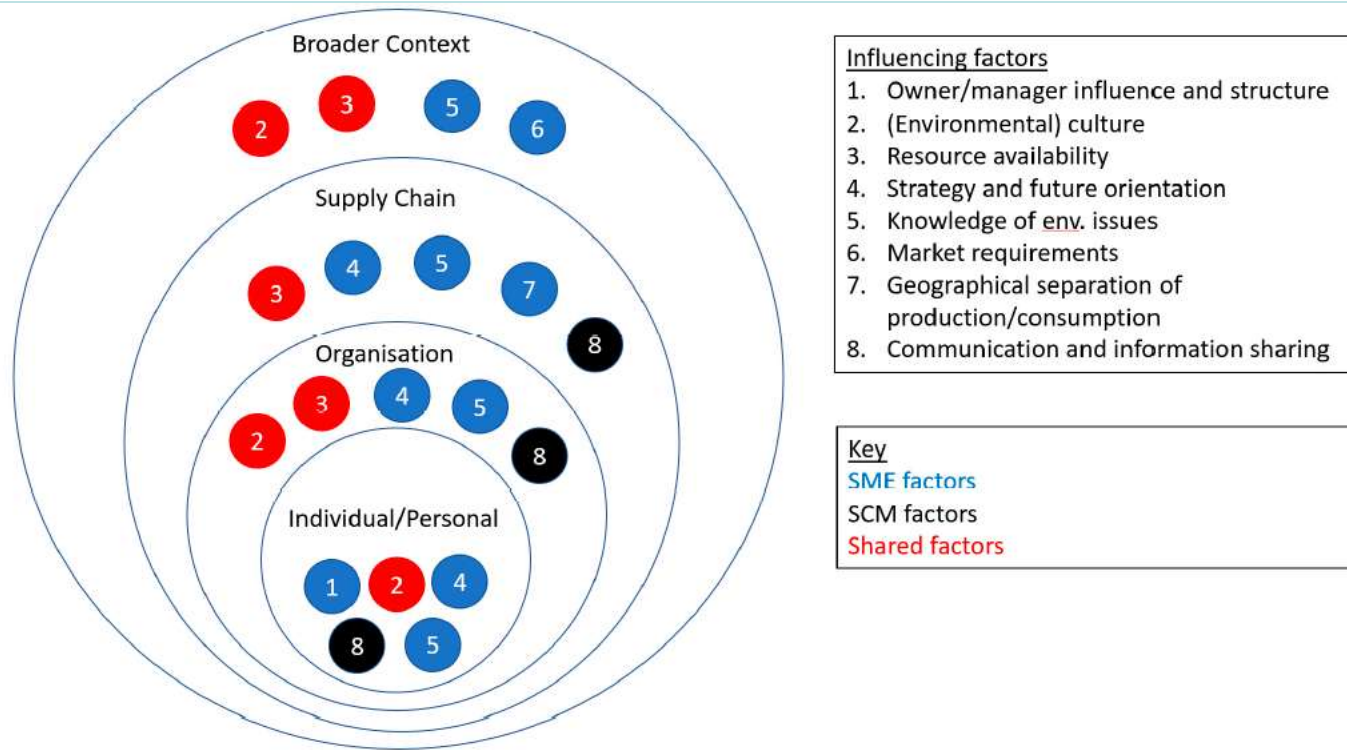 Broader Context
2
3
5
6
Supply Chain
3
4
5
7
8
Organisation
2
3
4
5
8
Individual/Personal
1
2
4
8
5
Influencing factors
1. Owner/manager influence and structure
2. (Environmental) culture
3. Resource availability
4. Strategy and future orientation
5. Knowledge of env. issues
6. Market requirements
7. Geographical separation of
production/consumption
8. Communication and information sharing
Key
SME factors
SCM factors
Shared factors